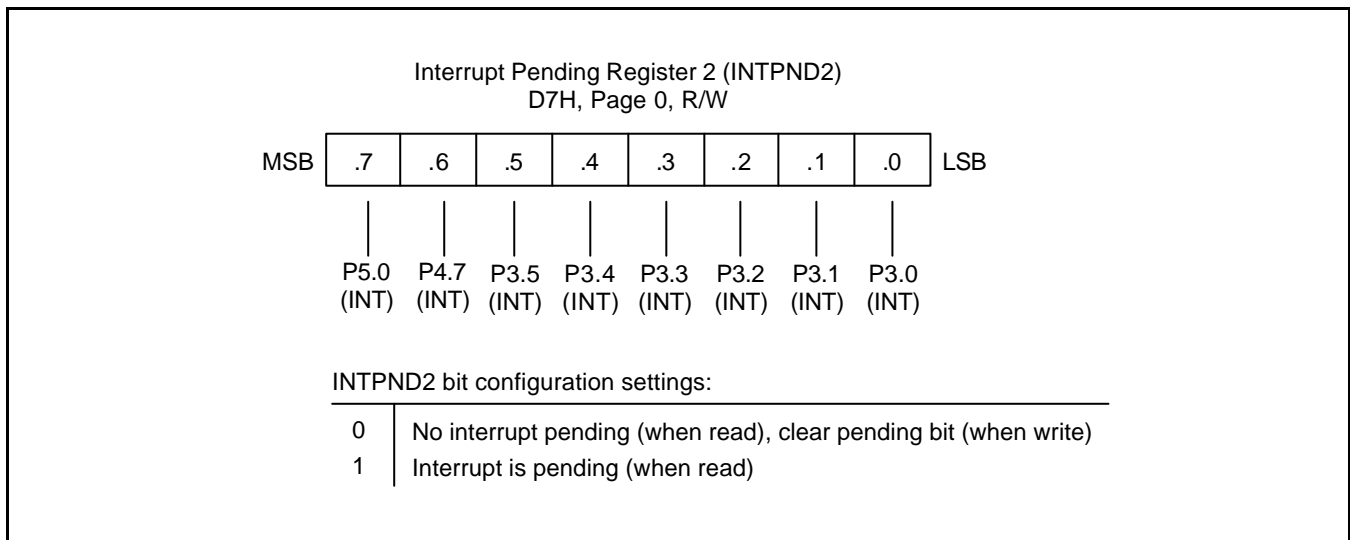 Interrupt Pending Register 2 (INTPND2)
D7H, Page 0, R/W
MSB .7 .6 .5 .4 .3 .2 .1 .0 LSB
P5.0 P4.7 P3.5 P3.4 P3.3 P3.2 P3.1 P3.0
(INT) (INT) (INT) (INT) (INT) (INT) (INT) (INT)
INTPND2 bit configuration settings:
0 No interrupt pending (when read), clear pending bit (when write)
1 Interrupt is pending (when read)